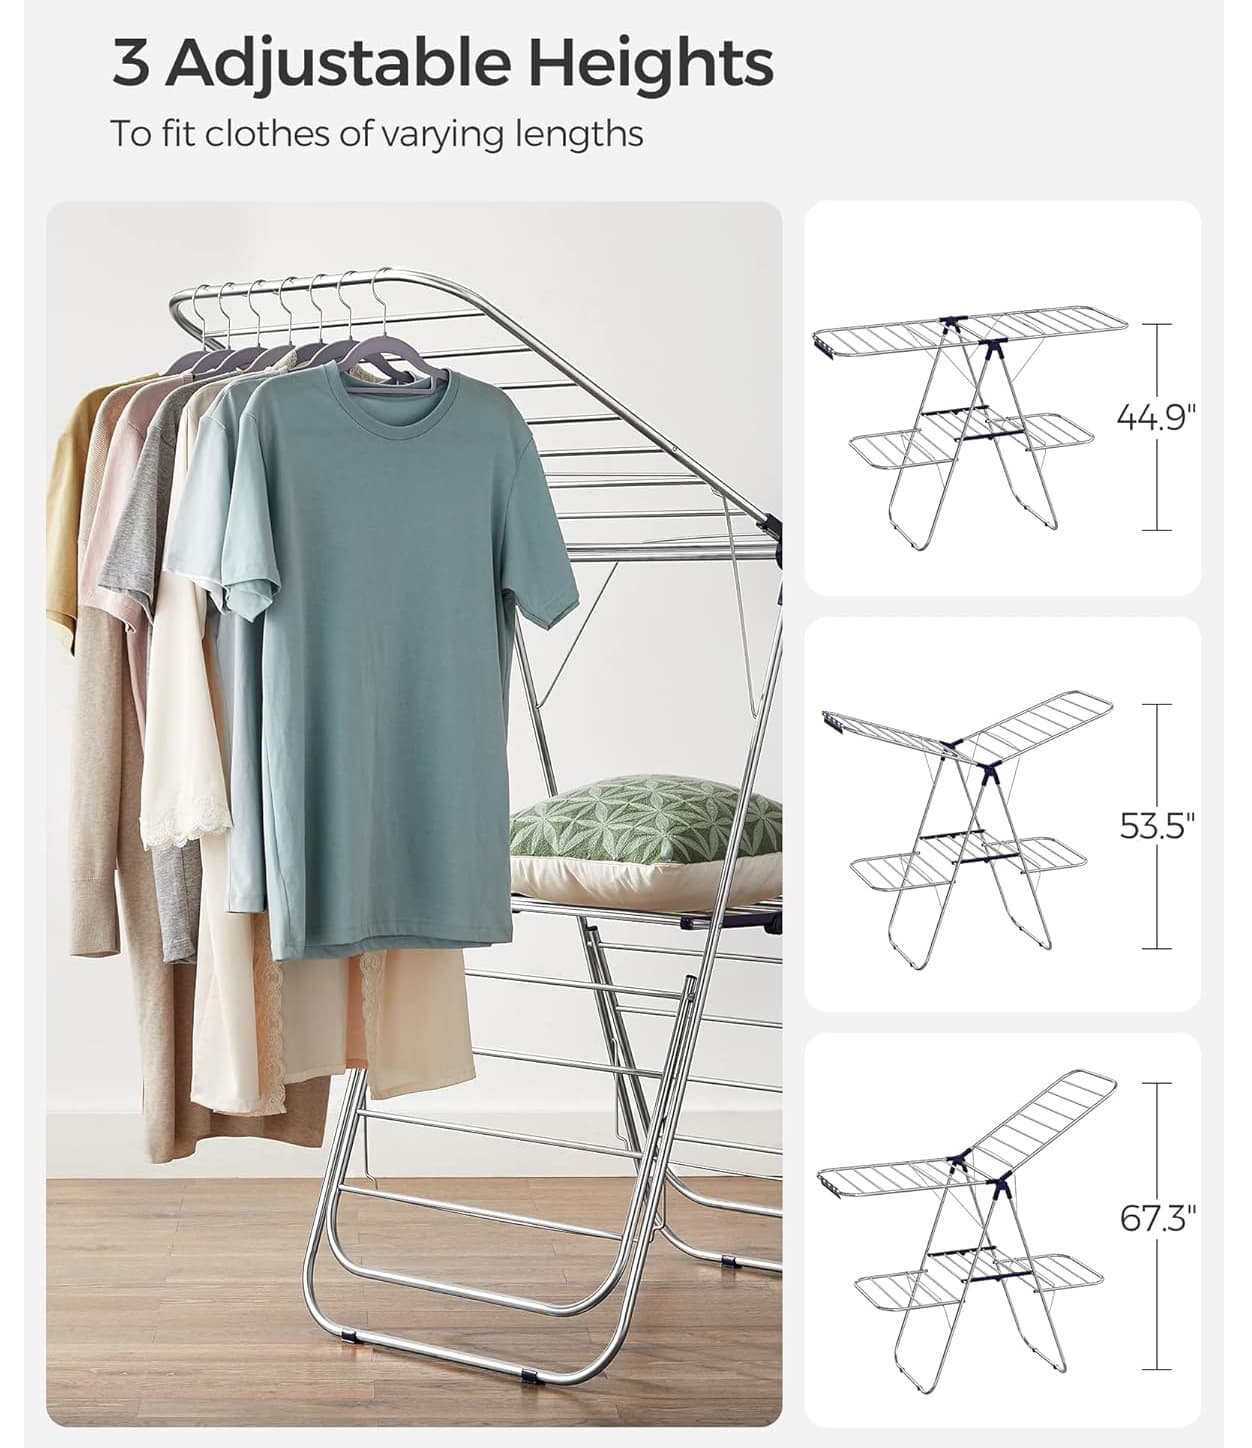 3 Adjustable Heights
To fit clothes of varying lengths
44.9"
53.5"
67.3"